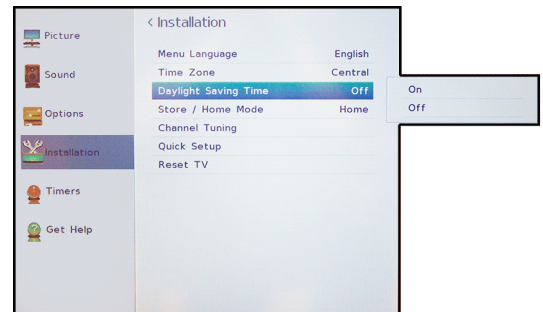 Picture
Sound
Options
Installation
Timers
Get Help
< Installation
Menu Language English
Time Zone Central
Daylight Saving Time Off
Store / Home Mode Home
Channel Tuning
Quick Setup
Reset TV
On
Off